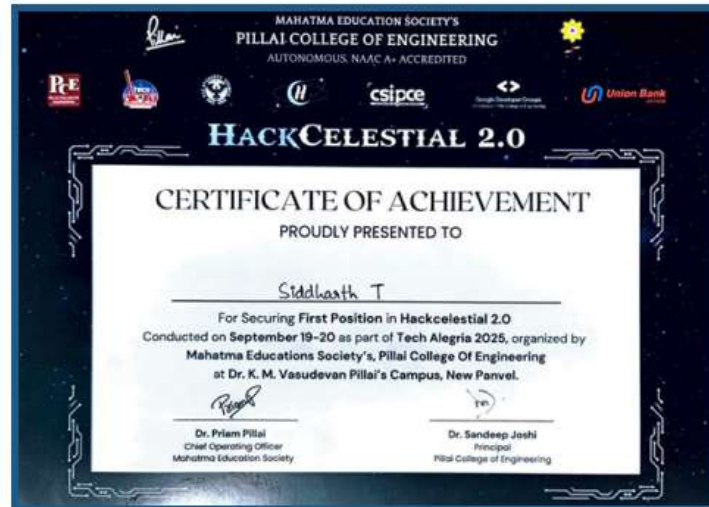 Pillai
MAHATMA EDUCATION SOCIETY'S
PILLAI COLLEGE OF ENGINEERING
AUTONOMOUS, NAAC A+ ACCREDITED
PCE
csipce
Google Developer Groups
Union Bank
HACKCELESTIAL 2.0
CERTIFICATE OF ACHIEVEMENT
PROUDLY PRESENTED TO
Siddharth T
For Securing First Position in Hackcelestial 2.0
Conducted on September 19-20 as part of Tech Alegria 2025, organized by
Mahatma Educations Society's, Pillai College Of Engineering
at Dr. K. M. Vasudevan Pillai's Campus, New Panvel.
Dr. Priam Pillai
Dr. Sandeep Joshi
Chief Operating Officer
Principal
Mahatma Education Society
Pillai College of Engineering